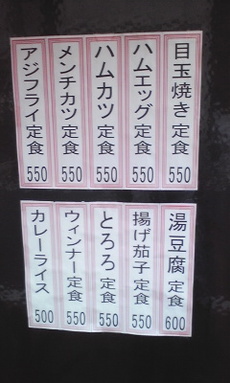 目玉焼き定食 550
ハムエッグ定食 550
ハムカツ定食 550
メンチカツ定食 550
アジフライ定食 550
湯豆腐定食 600
揚げ茄子定食 550
とろろ定食 550
ウィンナー定食 550
カレーライス 500